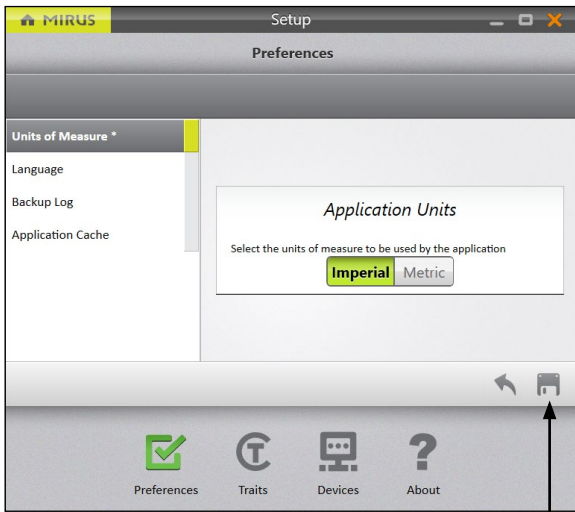 MIRUS
Setup
Preferences
Units of Measure *
Language
Backup Log
Application Cache
Application Units
Select the units of measure to be used by the application
Imperial Metric
Preferences Traits Devices About